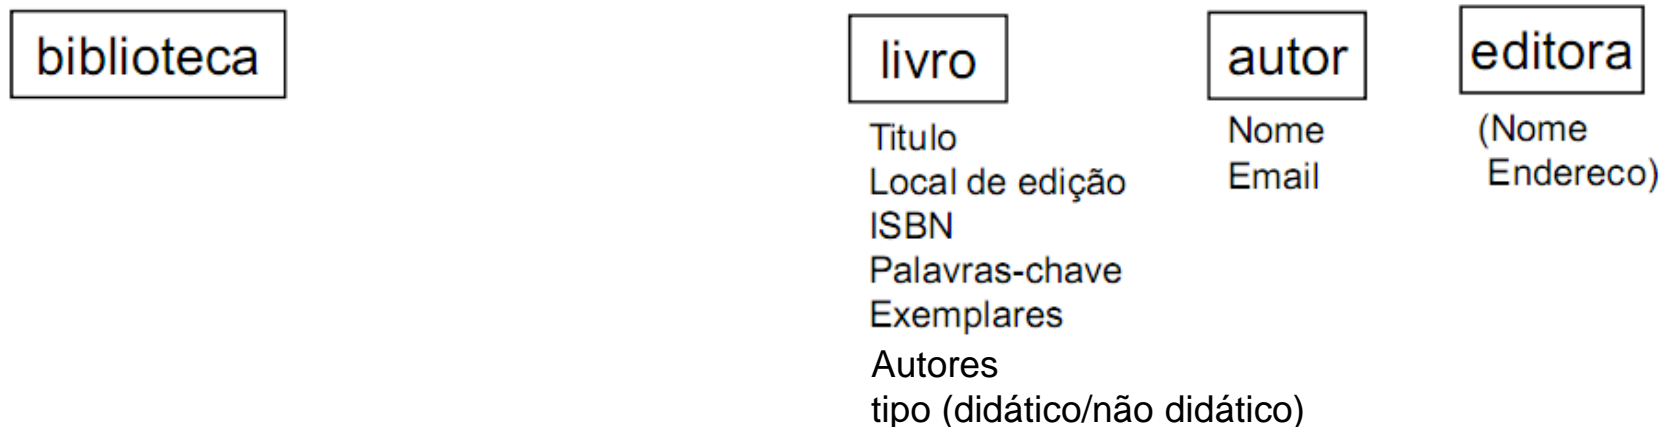 biblioteca
livro
Titulo
Local de edição
ISBN
Palavras-chave
Exemplares
Autores
tipo (didático/não didático)
autor
Nome
Email
editora
(Nome
Endereco)